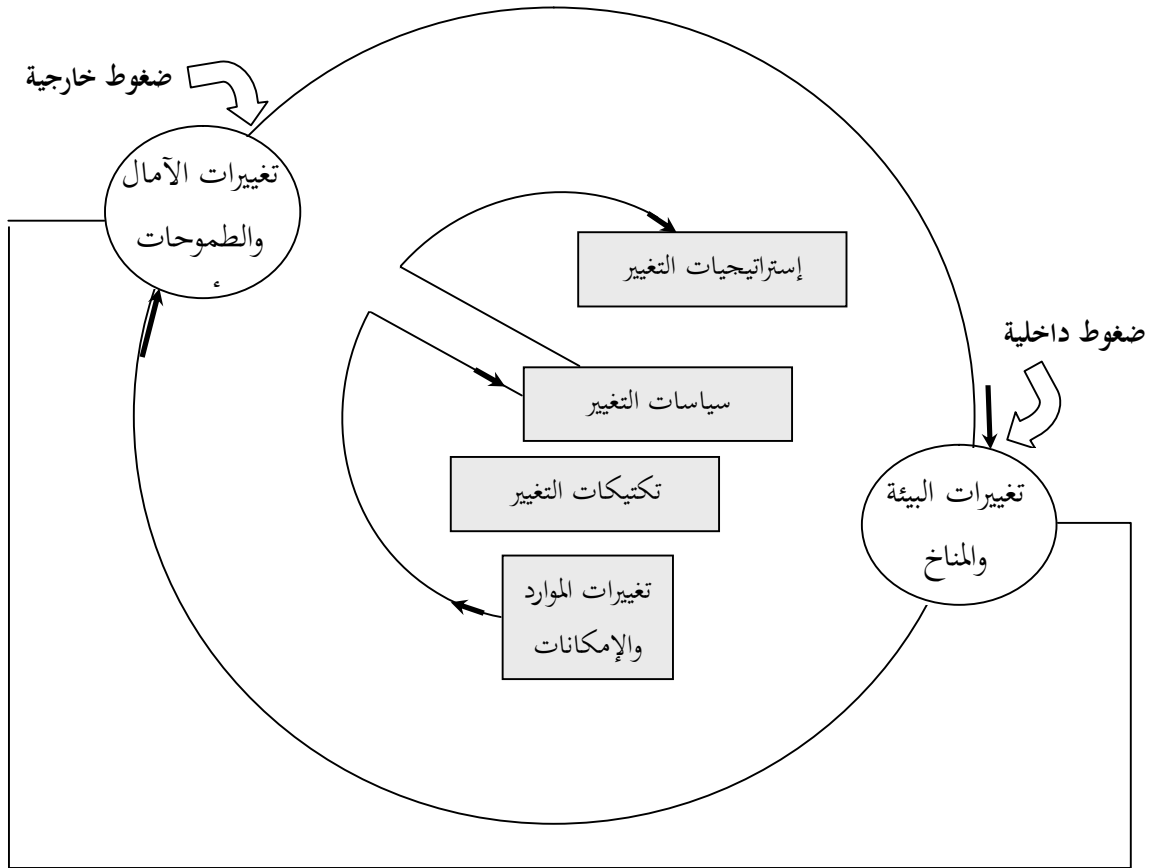 ضغوط خارجية
تغييرات الآمال
والطموحات
إستراتيجيات التغيير
ضغوط داخلية
سياسات التغيير
تكتيكات التغيير
تغييرات البيئة
والمناخ
تغييرات الموارد
والإمكانات